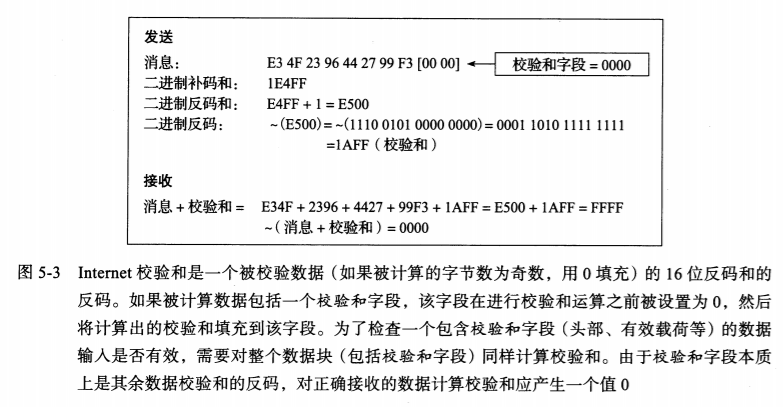 发送
消息： E3 4F 23 96 44 27 99 F3 [00 00] 校验和字段 = 0000
二进制补码和： 1E4FF
二进制反码和： E4FF + 1 = E500
二进制反码： ~(E500)= ~(1110 0101 0000 0000)= 0001 1010 1111 1111
=1AFF（校验和）
接收
消息 + 校验和 = E34F + 2396 + 4427 + 99F3 + 1AFF = E500 + 1AFF = FFFF
~（消息 + 校验和）= 0000
图 5-3 Internet 校验和是一个被校验数据（如果被计算的字节数为奇数，用 0 填充）的 16 位反码和的
反码。如果被计算数据包括一个校验和字段，该字段在进行校验和运算之前被设置为 0，然后
将计算出的校验和填充到该字段。为了检查一个包含校验和字段（头部、有效载荷等）的数据
输入是否有效，需要对整个数据块（包括校验和字段）同样计算校验和。由于校验和字段本质
上是其余数据校验和的反码，对正确接收的数据计算校验和应产生一个值 0